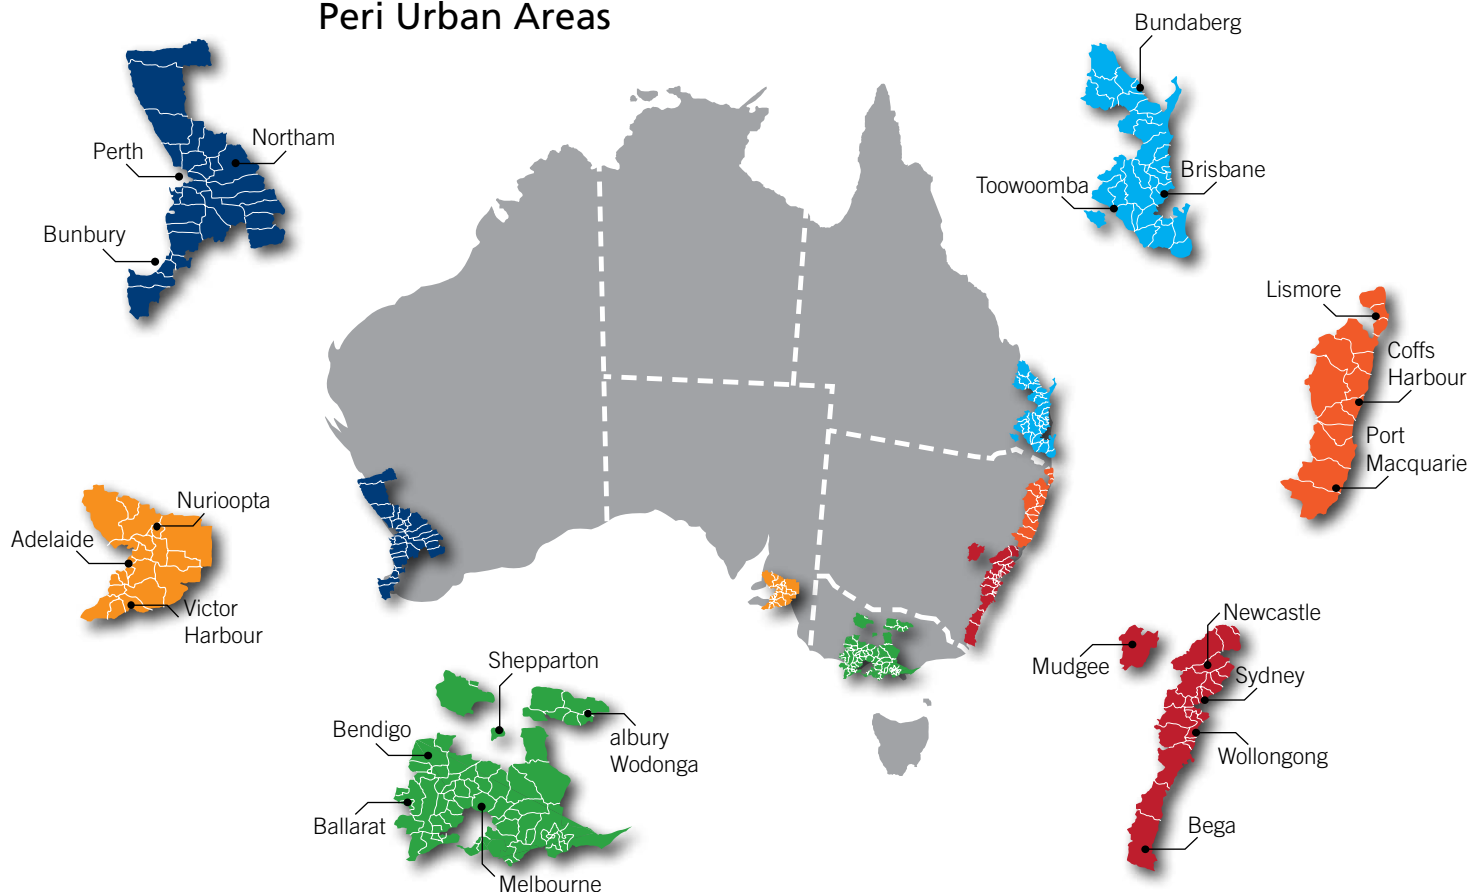 Peri Urban Areas
Bundaberg
Northam
Perth
Brisbane
Toowoomba
Bunbury
Lismore
Coffs
Harbour
Port
Macquarie
Nurioopta
Adelaide
Victor
Harbour
Newcastle
Mudgee
Sydney
Wollongong
Bega
Shepparton
Bendigo
albury
Wodonga
Ballarat
Melbourne